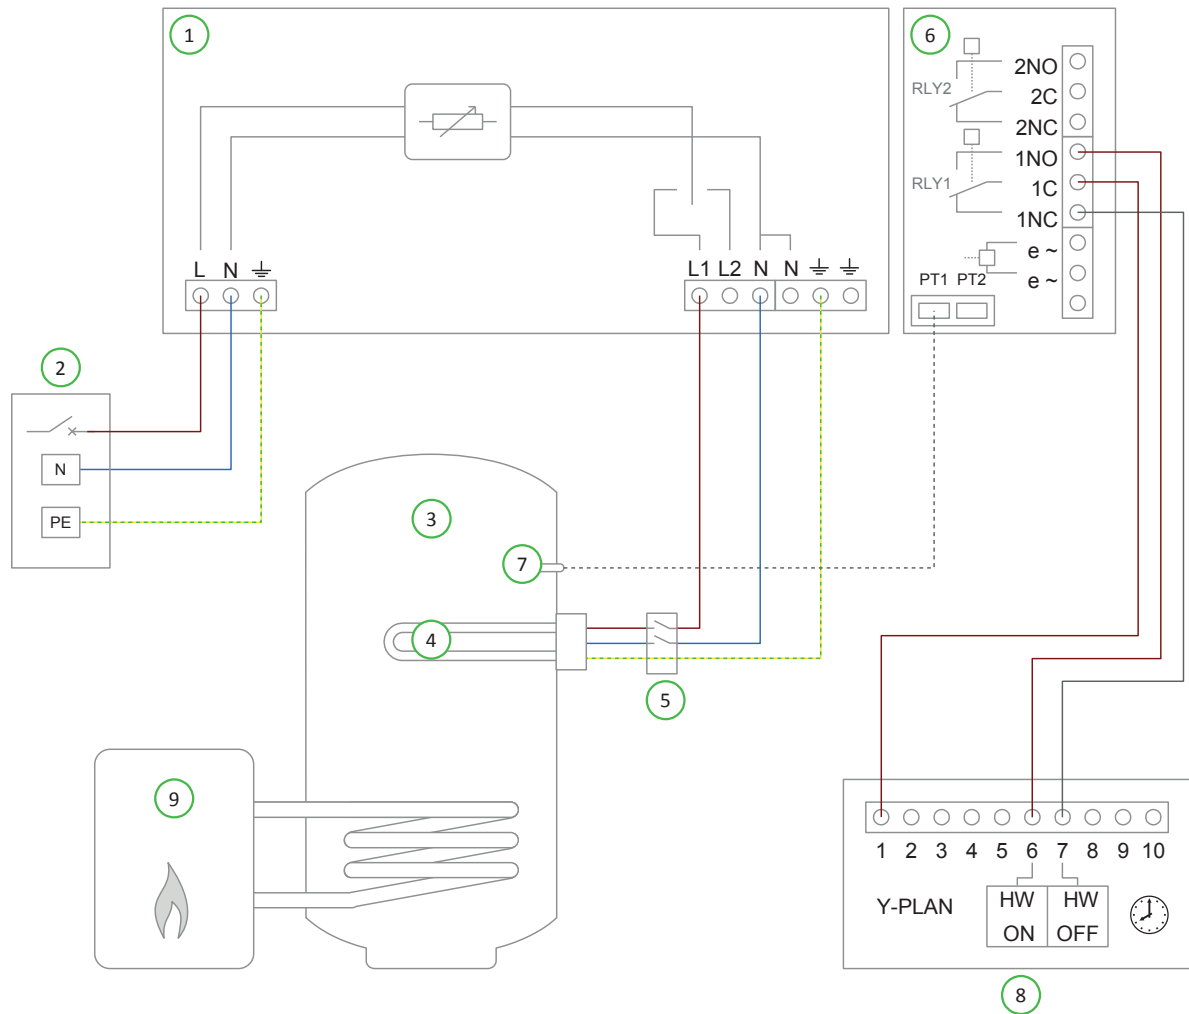 1
6
2NO
RLY2
2C
2NC
1NO
RLY1
1C
1NC
e ~
e ~
PT1 PT2
L N
L1 L2 N N
2
N
PE
3
7
4
5
9
8
1 2 3 4 5 6 7 8 9 10
Y-PLAN
HW ON
HW OFF